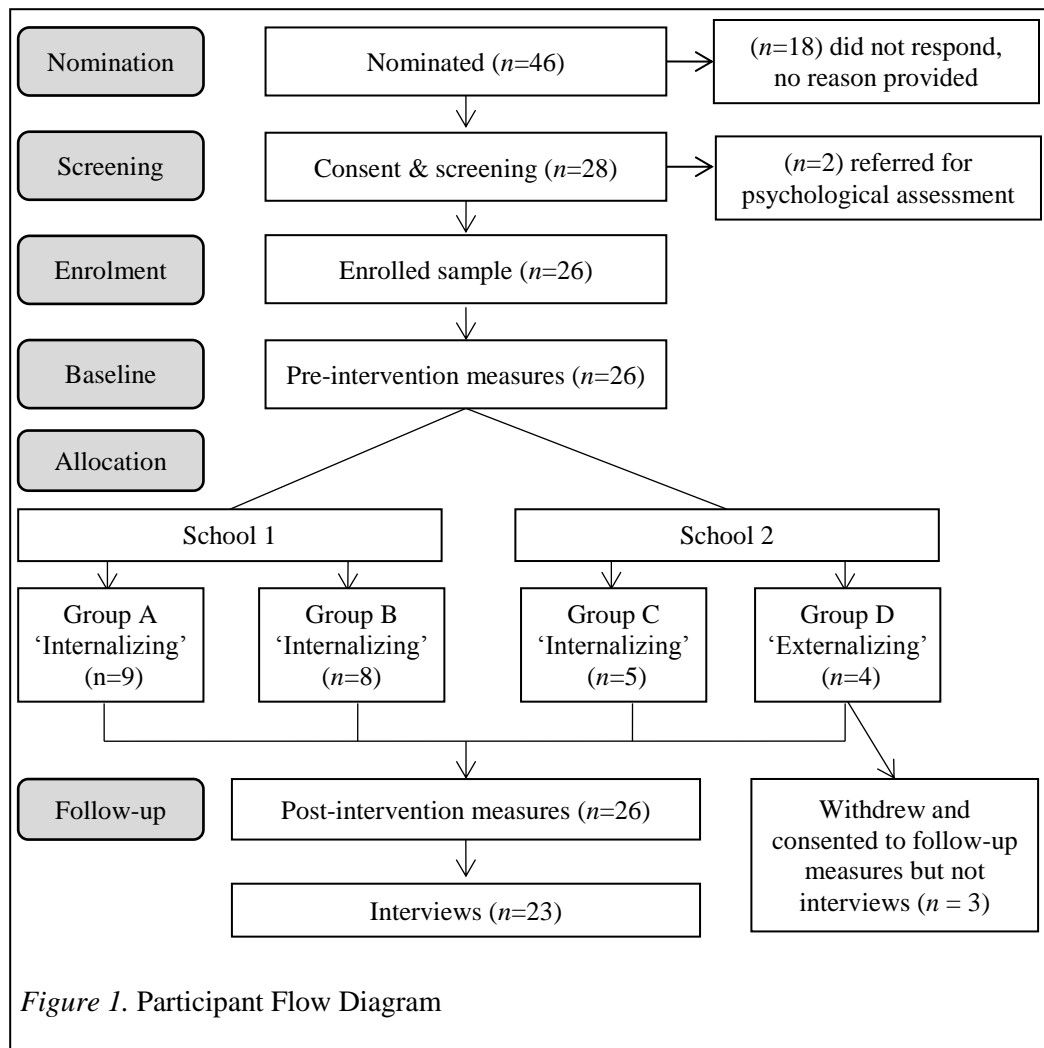 Nomination
Nominated (n=46)
(n=18) did not respond,
no reason provided
Screening
Consent & screening (n=28)
(n=2) referred for
psychological assessment
Enrolment
Enrolled sample (n=26)
Baseline
Pre-intervention measures (n=26)
Allocation
School 1
School 2
Group A
‘Internalizing’
(n=9)
Group B
‘Internalizing’
(n=8)
Group C
‘Internalizing’
(n=5)
Group D
‘Externalizing’
(n=4)
Follow-up
Post-intervention measures (n=26)
Withdrew and
consented to follow-up
measures but not
interviews (n = 3)
Interviews (n=23)
Figure 1. Participant Flow Diagram